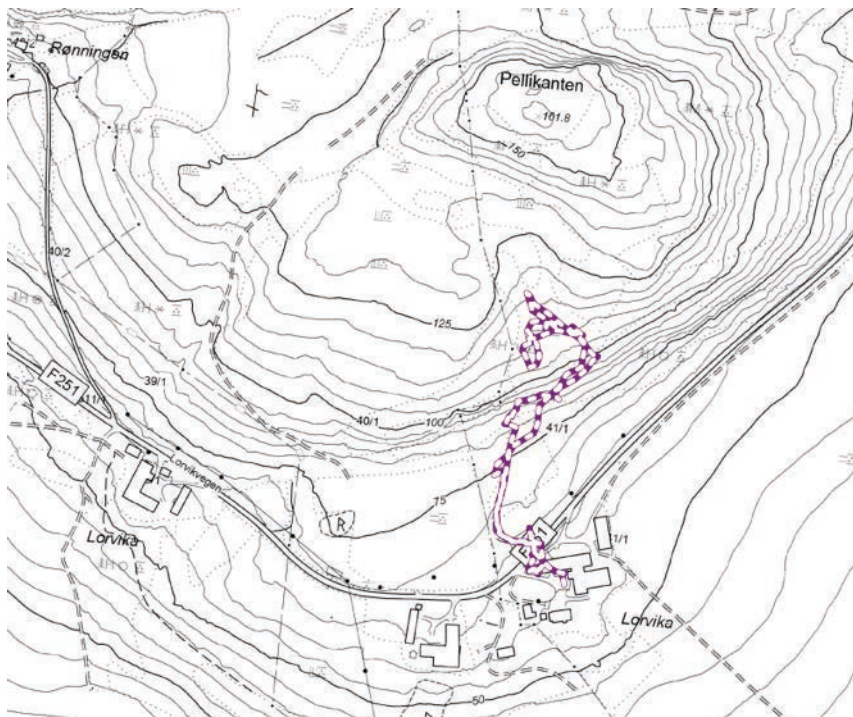 Rønningen
Pellikanten
161.8
150
40/2
125
F251
11/1
39/1
40/1
100
41/1
Lorvikvegen
75
R
1/1
Lorvika
Lorvika
50